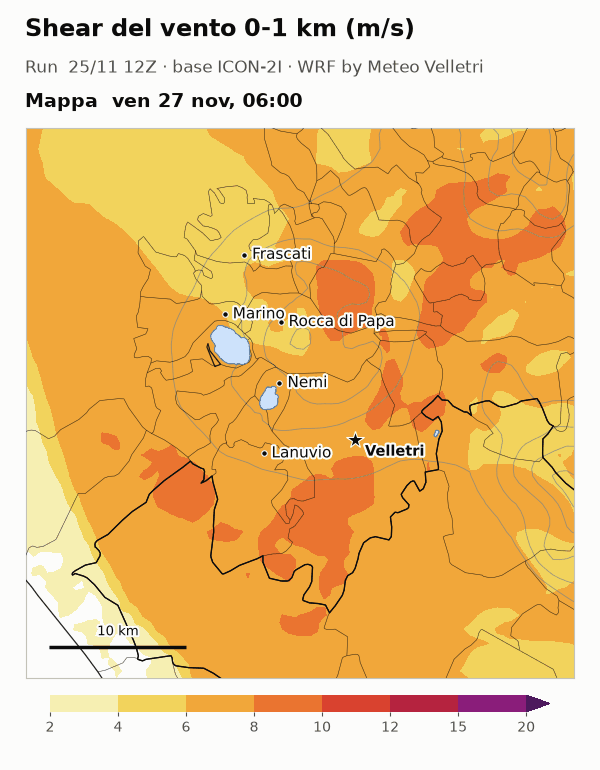 Shear del vento 0-1 km (m/s)
Run  25/11 12Z · base ICON-2I · WRF by Meteo Velletri
Mappa  ven 27 nov, 06:00
Frascati
Marino
Rocca di Papa
Nemi
Velletri
Lanuvio
10 km
2 4 6 8 10 12 15 20